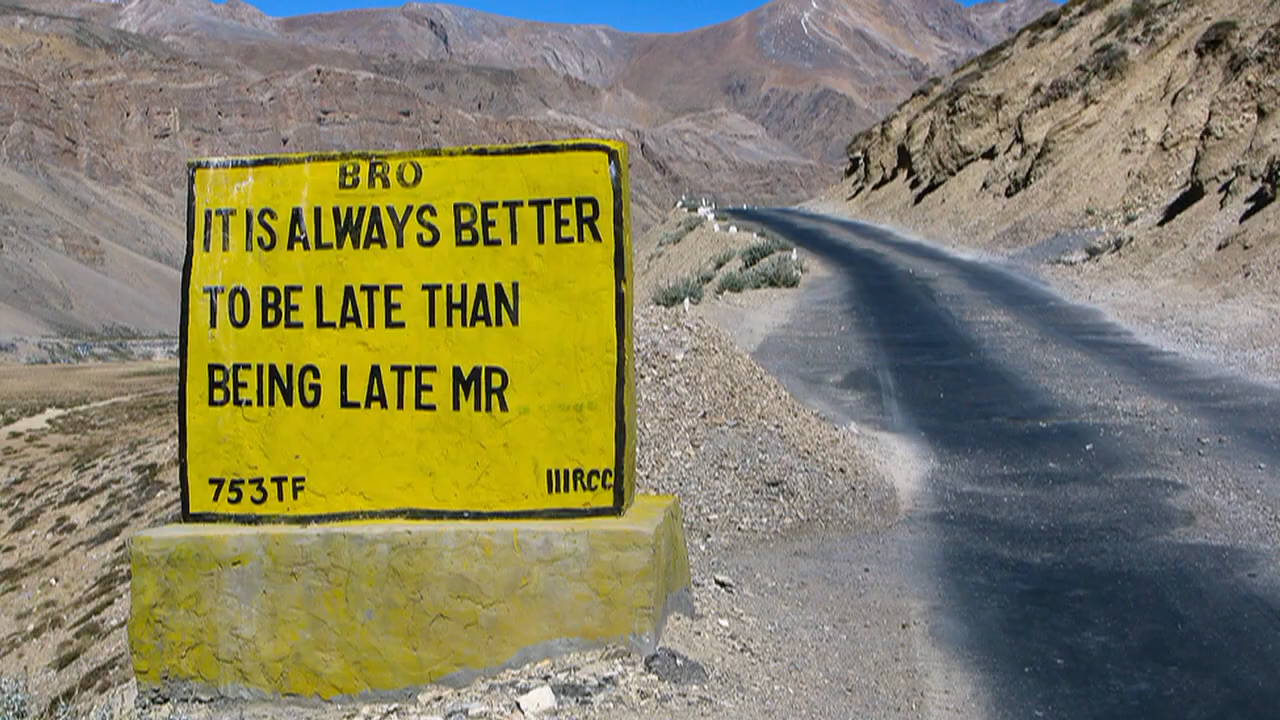 BRO
IT IS ALWAYS BETTER
TO BE LATE THAN
BEING LATE MR
753TF
IIIRCC